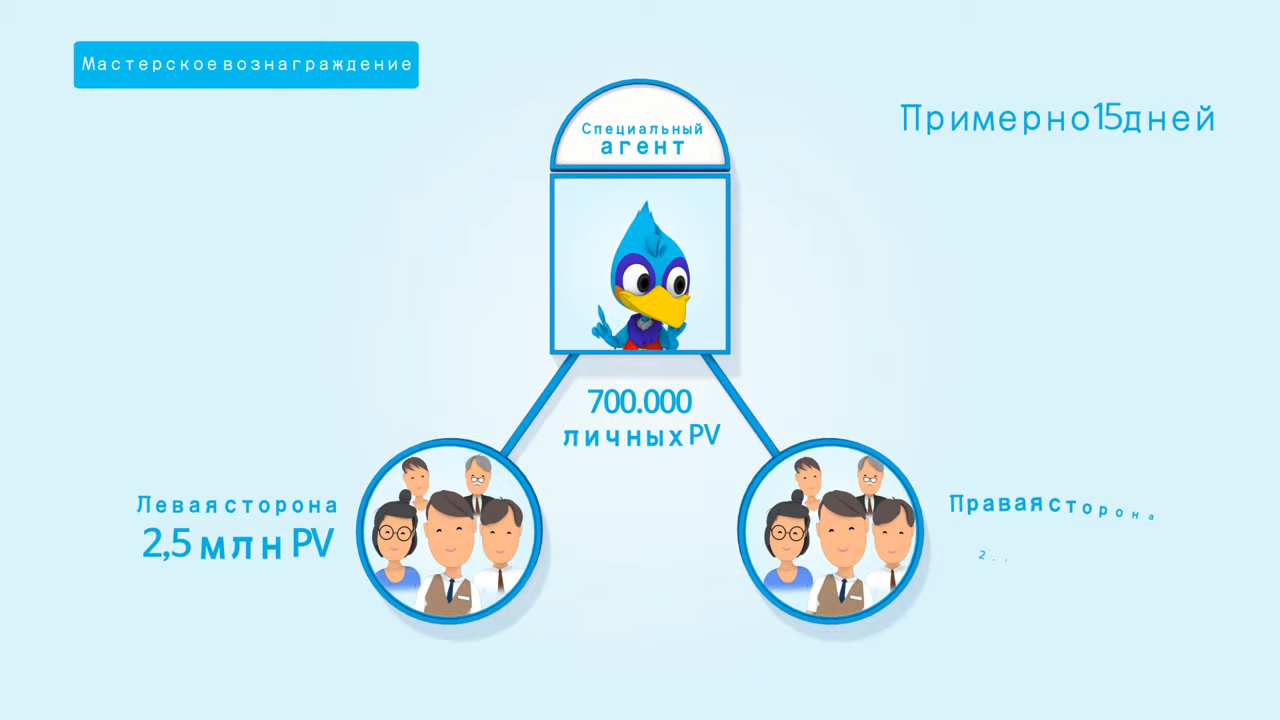 Мастерское вознаграждение
Примерно 15 дней
Специальный
агент
700.000
личных PV
Левая сторона
2,5 млн PV
Правая сторона
2